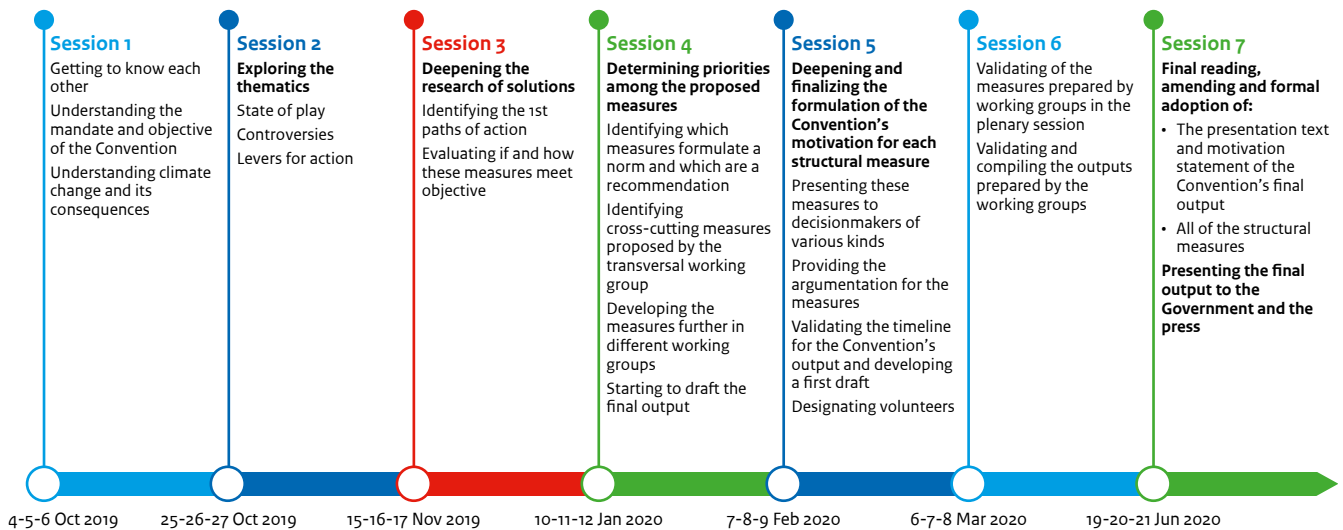 Session 1
Getting to know each
other
Understanding the
mandate and objective
of the Convention
Understanding climate
change and its
consequences
Session 2
Exploring the
thematics
State of play
Controversies
Levers for action
Session 3
Deepening the
research of solutions
Identifying the 1st
paths of action
Evaluating if and how
these measures meet
objective
Session 4
Determining priorities
among the proposed
measures
Identifying which
measures formulate a
norm and which are a
recommendation
Identifying
cross-cutting measures
proposed by the
transversal working
group
Developing the
measures further in
different working
groups
Starting to draft the
final output
Session 5
Deepening and
finalizing the
formulation of the
Convention's
motivation for each
structural measure
Presenting these
measures to
decisionmakers of
various kinds
Providing the
argumentation for the
measures
Validating the timeline
for the Convention's
output and developing
a first draft
Designating volunteers
Session 6
Validating of the
measures prepared by
working groups in the
plenary session
Validating and
compiling the outputs
prepared by the
working groups
Session 7
Final reading,
amending and formal
adoption of:
• The presentation text
and motivation
statement of the
Convention's final
output
• All of the structural
measures
Presenting the final
output to the
Government and the
press
4-5-6 Oct 2019
25-26-27 Oct 2019
15-16-17 Nov 2019
10-11-12 Jan 2020
7-8-9 Feb 2020
6-7-8 Mar 2020
19-20-21 Jun 2020